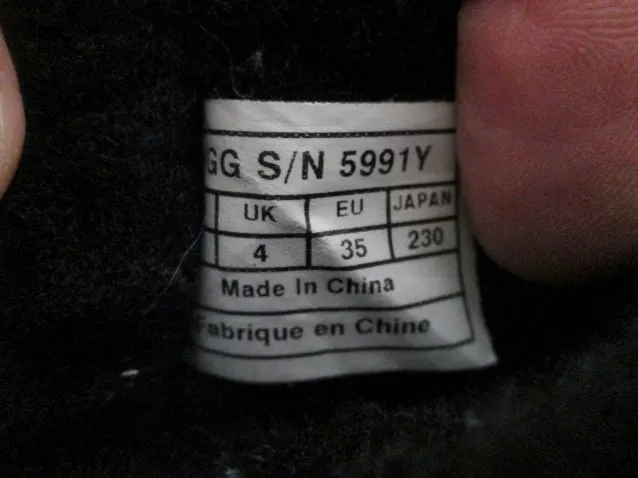 GG S/N 5991Y
UK EU JAPAN
4 35 230
Made In China
Fabrique en Chine